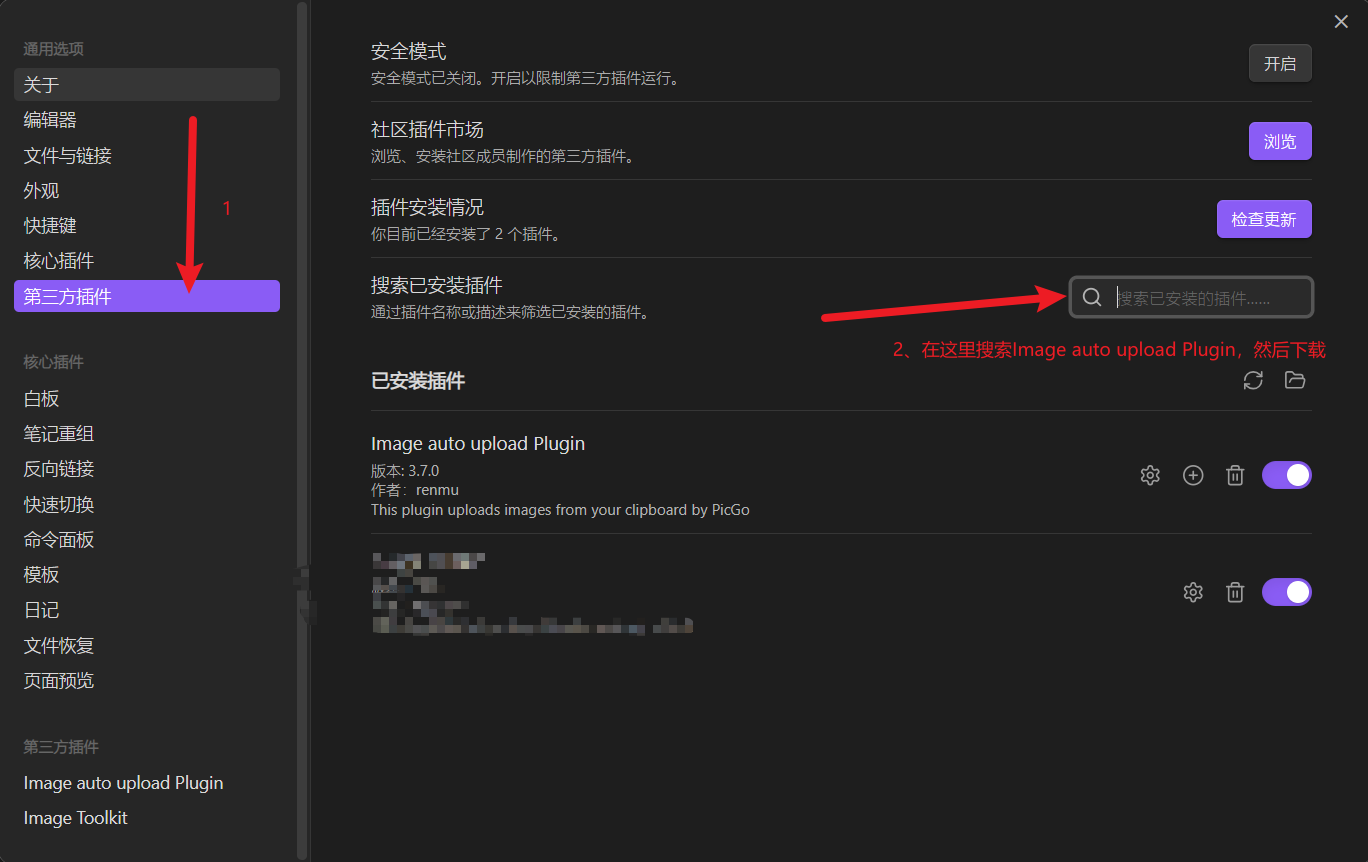 通用选项
关于
编辑器
文件与链接
外观
快捷键
核心插件
第三方插件
1
核心插件
白板
笔记重组
反向链接
快速切换
命令面板
模板
日记
文件恢复
页面预览
第三方插件
Image auto upload Plugin
Image Toolkit
安全模式
安全模式已关闭。开启以限制第三方插件运行。
开启
社区插件市场
浏览、安装社区成员制作的第三方插件。
浏览
插件安装情况
你目前已经安装了 2 个插件。
检查更新
搜索已安装插件
通过插件名称或描述来筛选已安装的插件。
搜索已安装的插件......
2、在这里搜索Image auto upload Plugin，然后下载
已安装插件
Image auto upload Plugin
版本: 3.7.0
作者：renmu
This plugin uploads images from your clipboard by PicGo